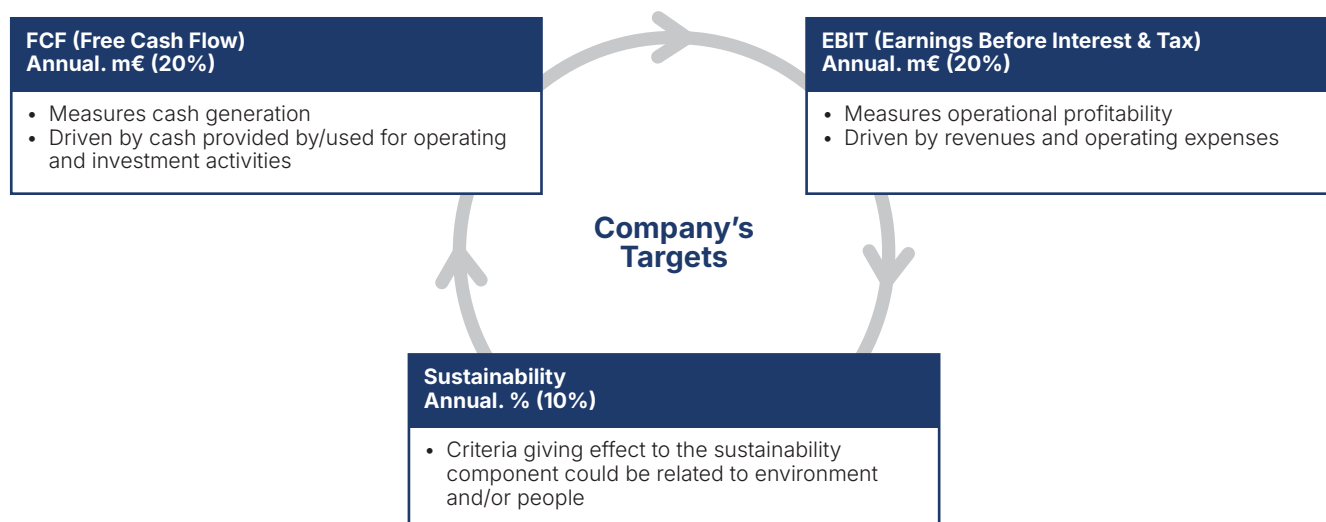 FCF (Free Cash Flow)
Annual. m€ (20%)
• Measures cash generation
• Driven by cash provided by/used for operating
and investment activities
EBIT (Earnings Before Interest & Tax)
Annual. m€ (20%)
• Measures operational profitability
• Driven by revenues and operating expenses
Company’s
Targets
Sustainability
Annual. % (10%)
• Criteria giving effect to the sustainability
component could be related to environment
and/or people